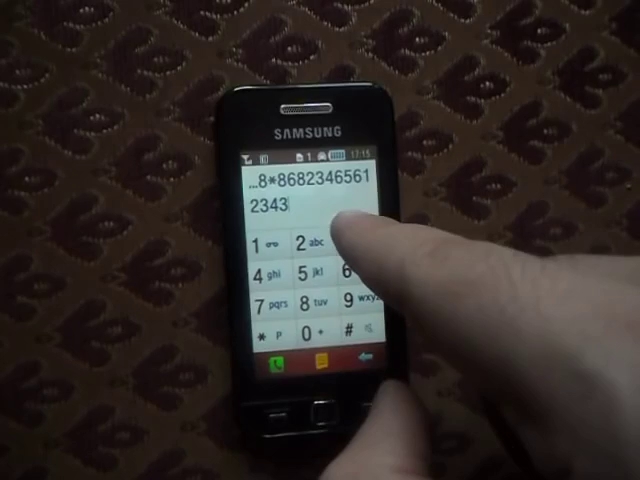 SAMSUNG
1 17:15
...8*8682346561
2343
1 2 abc
4 ghi 5 jkl 6
7 pqrs 8 tuv 9 wxyz
* P 0 + #